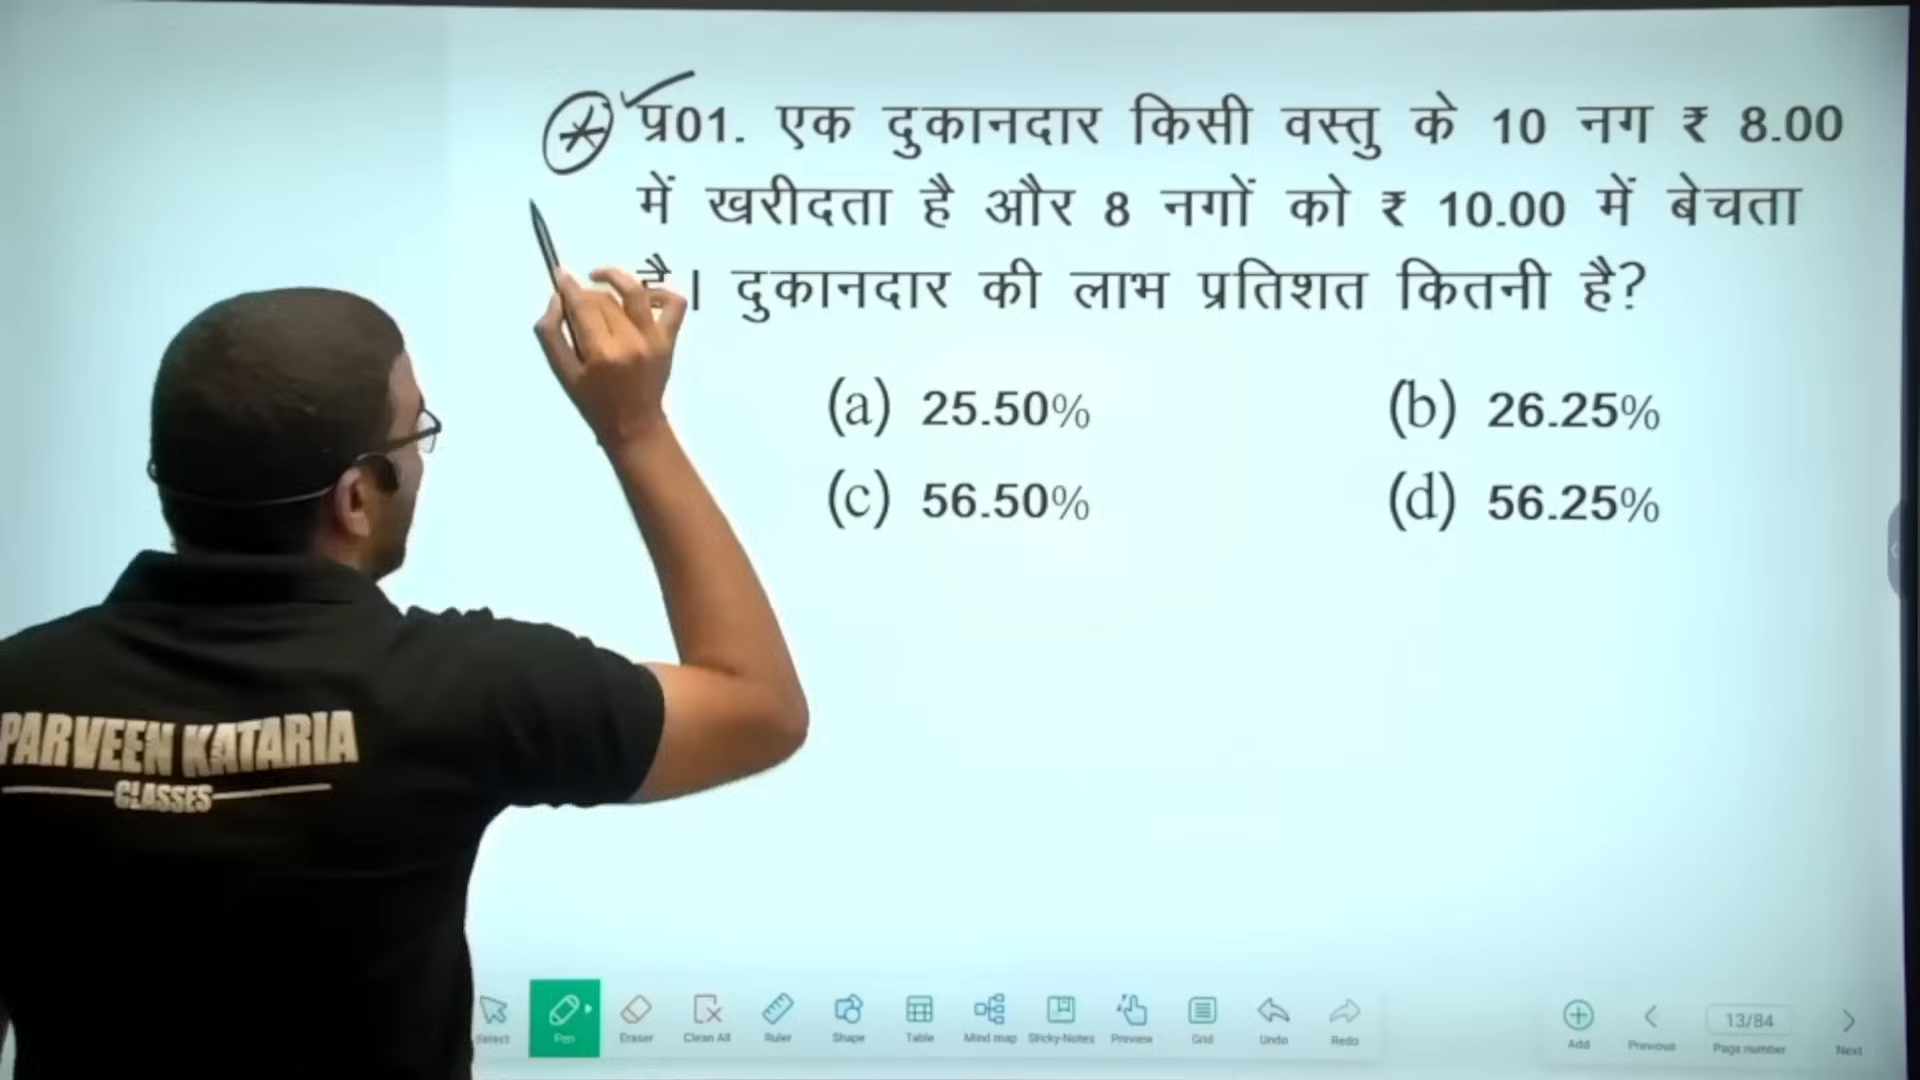 प्र01. एक दुकानदार किसी वस्तु के 10 नग ₹ 8.00
में खरीदता है और 8 नगों को ₹ 10.00 में बेचता
है। दुकानदार की लाभ प्रतिशत कितनी है?
(a) 25.50% (b) 26.25%
(c) 56.50% (d) 56.25%
PARVEEN KATARIA
CLASSES
Select Pen Eraser Clean All Ruler Shape Table Mind map Sticky-Notes Preview Grid Undo Redo Add Previous 13/84 Page number Next